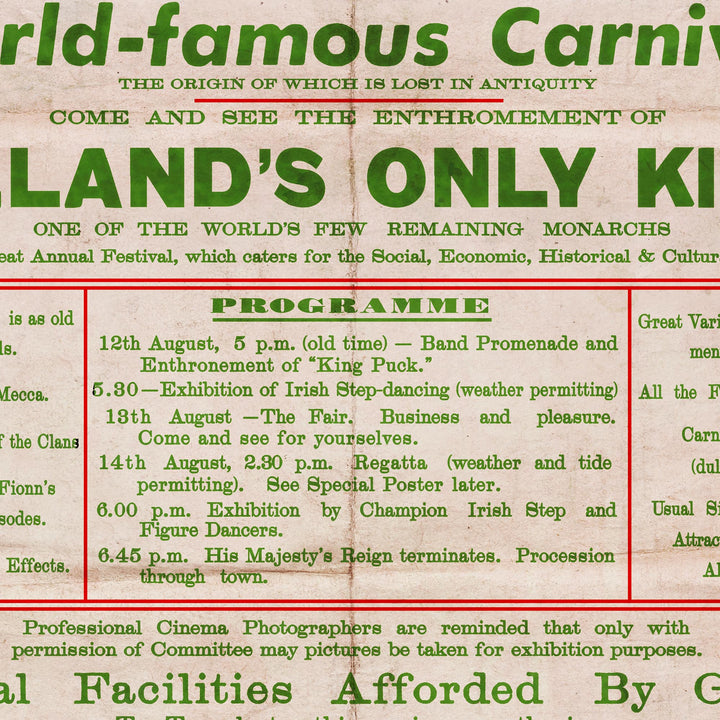 rld-famous Carniv
THE ORIGIN OF WHICH IS LOST IN ANTIQUITY
COME AND SEE THE ENTHROMEMENT OF
LAND'S ONLY KI
ONE OF THE WORLD'S FEW REMAINING MONARCHS
eat Annual Festival, which caters for the Social, Economic, Historical & Cultur
is as old
ls.
Mecca.
f the Clans
Fionn's
sodes.
Effects.
PROGRAMME
12th August, 5 p.m. (old time) — Band Promenade and
Enthronement of "King Puck."
5.30—Exhibition of Irish Step-dancing (weather permitting)
13th August —The Fair. Business and pleasure.
Come and see for yourselves.
14th August, 2.30 p.m. Regatta (weather and tide
permitting). See Special Poster later.
6.00 p.m. Exhibition by Champion Irish Step and
Figure Dancers.
6.45 p.m. His Majesty's Reign terminates. Procession
through town.
Great Vari
men
All the F
Carn
(dul
Usual Si
Attrac
Al
Professional Cinema Photographers are reminded that only with
permission of Committee may pictures be taken for exhibition purposes.
al Facilities Afforded By G